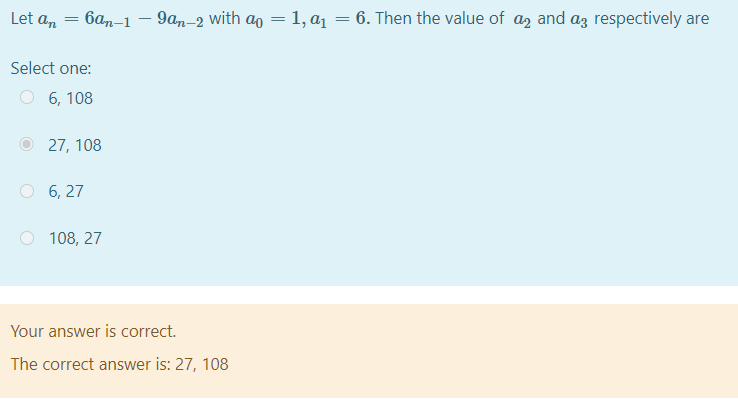 Let aₙ = 6aₙ₋₁ − 9aₙ₋₂ with a₀ = 1, a₁ = 6. Then the value of a₂ and a₃ respectively are
Select one:
6, 108
27, 108
6, 27
108, 27
Your answer is correct.
The correct answer is: 27, 108